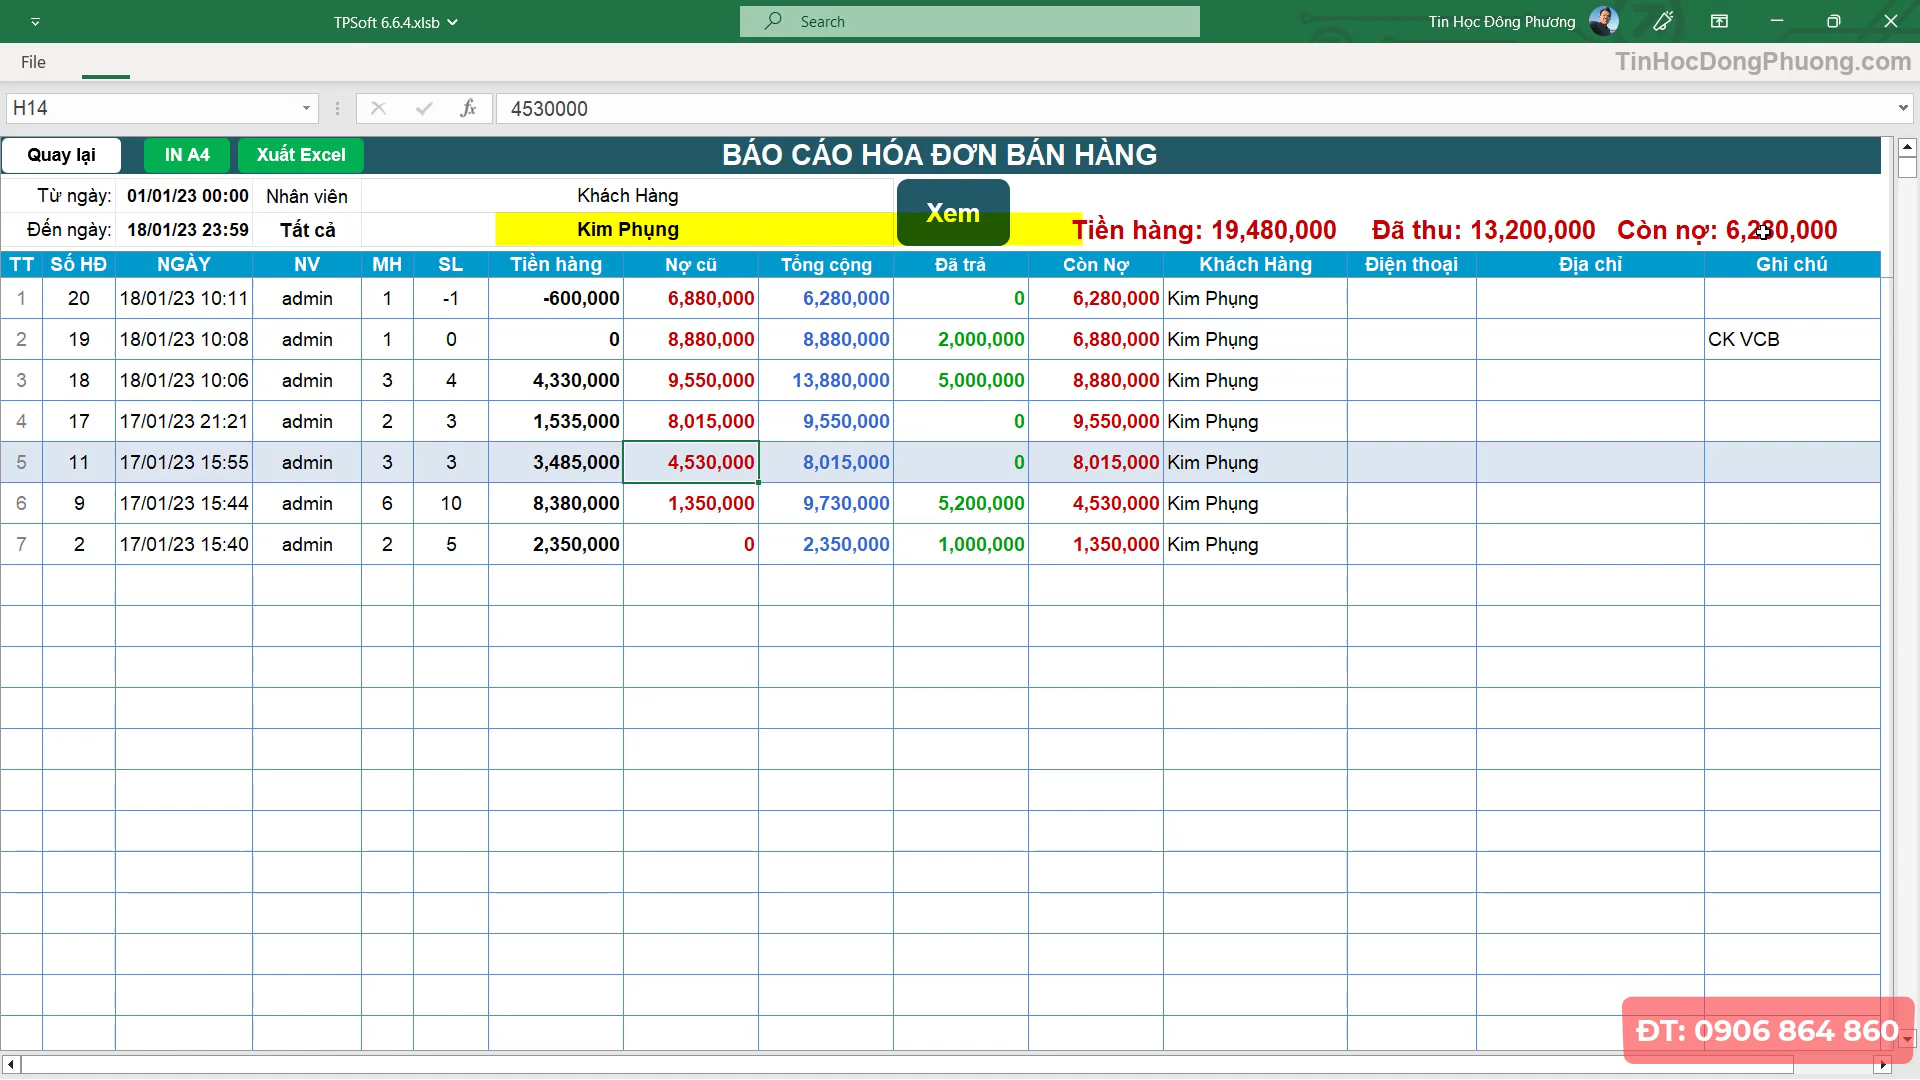 TPSoft 6.6.4.xlsb
Search
Tin Học Đông Phương
File
TinHocDongPhuong.com
H14
fx
4530000
Quay lại
IN A4
Xuất Excel
BÁO CÁO HÓA ĐƠN BÁN HÀNG
Từ ngày: 01/01/23 00:00 Nhân viên Khách Hàng
Xem
Đến ngày: 18/01/23 23:59 Tất cả Kim Phụng Tiền hàng: 19,480,000 Đã thu: 13,200,000 Còn nợ: 6,280,000
TT Số HĐ NGÀY NV MH SL Tiền hàng Nợ cũ Tổng cộng Đã trả Còn Nợ Khách Hàng Điện thoại Địa chỉ Ghi chú
1 20 18/01/23 10:11 admin 1 -1 -600,000 6,880,000 6,280,000 0 6,280,000 Kim Phụng
2 19 18/01/23 10:08 admin 1 0 0 8,880,000 8,880,000 2,000,000 6,880,000 Kim Phụng CK VCB
3 18 18/01/23 10:06 admin 3 4 4,330,000 9,550,000 13,880,000 5,000,000 8,880,000 Kim Phụng
4 17 17/01/23 21:21 admin 2 3 1,535,000 8,015,000 9,550,000 0 9,550,000 Kim Phụng
5 11 17/01/23 15:55 admin 3 3 3,485,000 4,530,000 8,015,000 0 8,015,000 Kim Phụng
6 9 17/01/23 15:44 admin 6 10 8,380,000 1,350,000 9,730,000 5,200,000 4,530,000 Kim Phụng
7 2 17/01/23 15:40 admin 2 5 2,350,000 0 2,350,000 1,000,000 1,350,000 Kim Phụng
ĐT: 0906 864 860